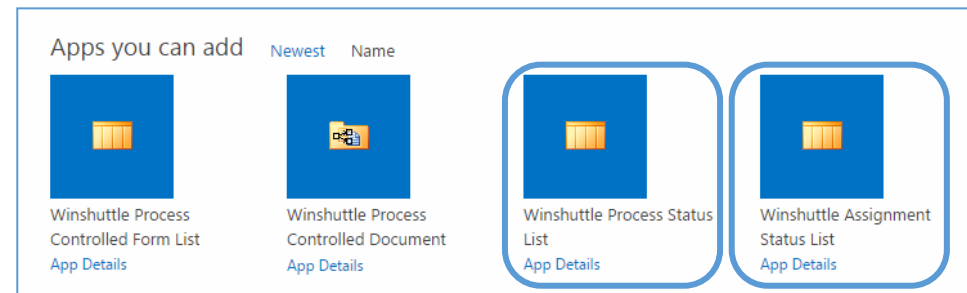 Apps you can add Newest Name
Winshuttle Process
Controlled Form List
App Details
Winshuttle Process
Controlled Document
App Details
Winshuttle Process Status
List
App Details
Winshuttle Assignment
Status List
App Details